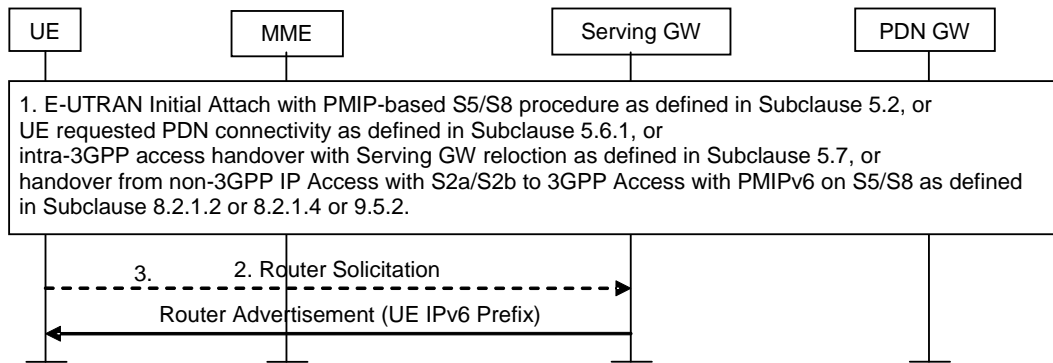 UE
MME
Serving GW
PDN GW
1. E-UTRAN Initial Attach with PMIP-based S5/S8 procedure as defined in Subclause 5.2, or
UE requested PDN connectivity as defined in Subclause 5.6.1, or
intra-3GPP access handover with Serving GW reloction as defined in Subclause 5.7, or
handover from non-3GPP IP Access with S2a/S2b to 3GPP Access with PMIPv6 on S5/S8 as defined
in Subclause 8.2.1.2 or 8.2.1.4 or 9.5.2.
3.
2. Router Solicitation
Router Advertisement (UE IPv6 Prefix)